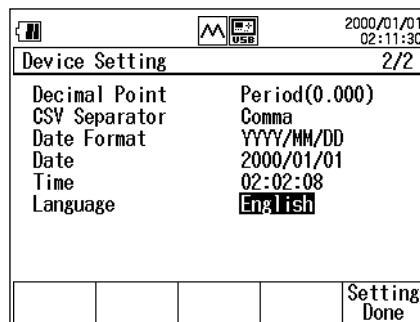 2000/01/01
USB
02:11:30
Device Setting 2/2
Decimal Point Period(0.000)
CSV Separator Comma
Date Format YYYY/MM/DD
Date 2000/01/01
Time 02:02:08
Language English
Setting
Done